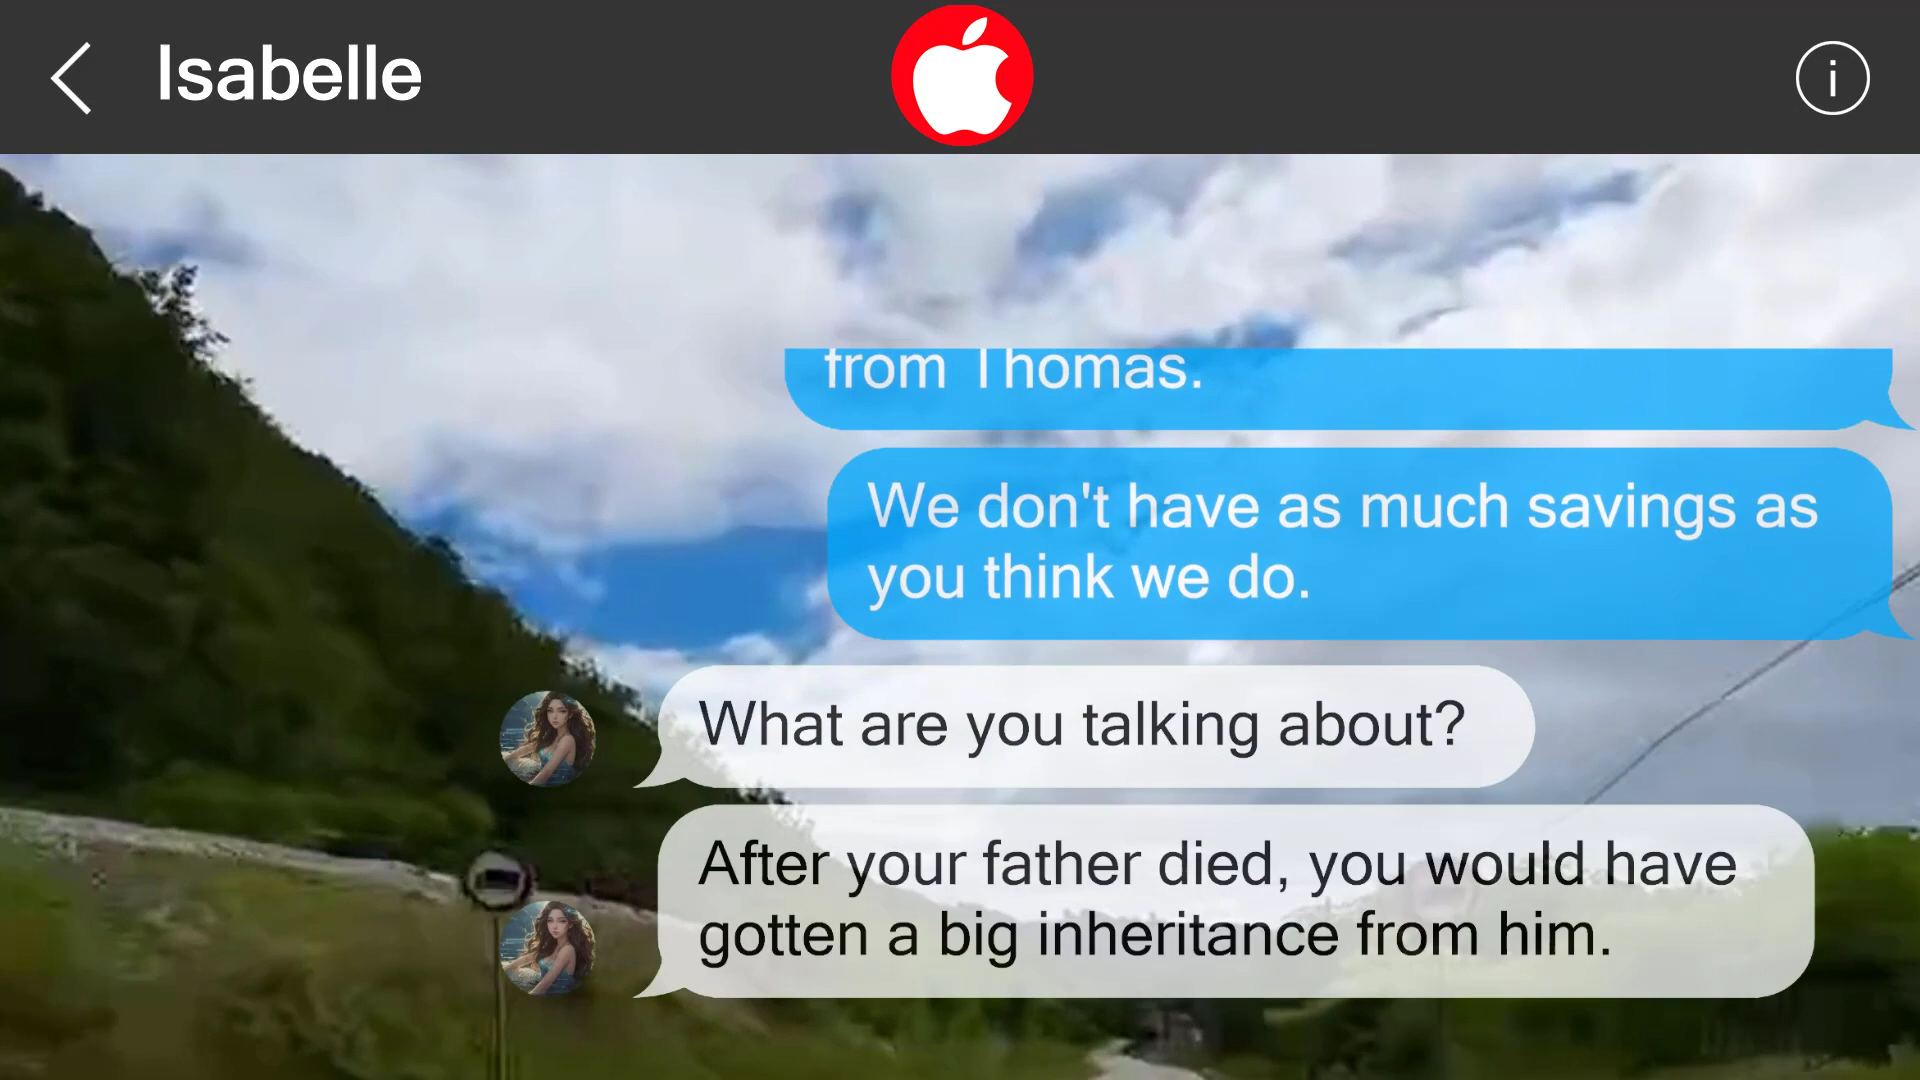 Isabelle
from Thomas.
We don't have as much savings as
you think we do.
What are you talking about?
After your father died, you would have
gotten a big inheritance from him.